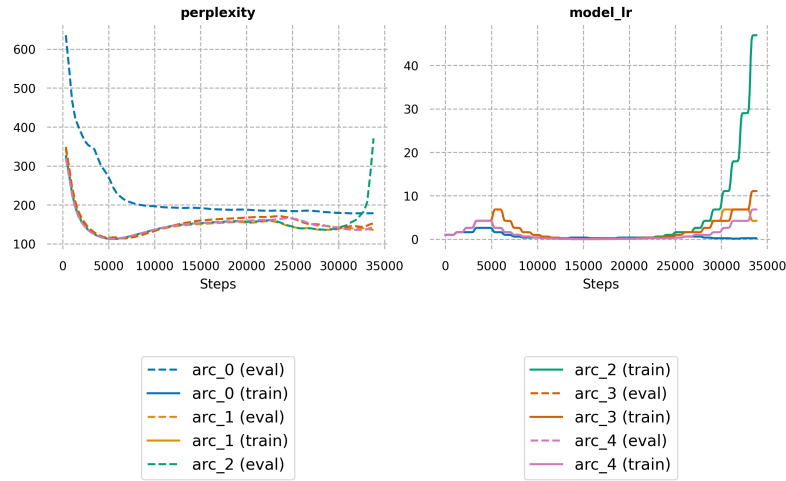 perplexity
600
500
400
300
200
100
0 5000 10000 15000 20000 25000 30000 35000
Steps
model_lr
40
30
20
10
0
0 5000 10000 15000 20000 25000 30000 35000
Steps
arc_0 (eval)
arc_0 (train)
arc_1 (eval)
arc_1 (train)
arc_2 (eval)
arc_2 (train)
arc_3 (eval)
arc_3 (train)
arc_4 (eval)
arc_4 (train)